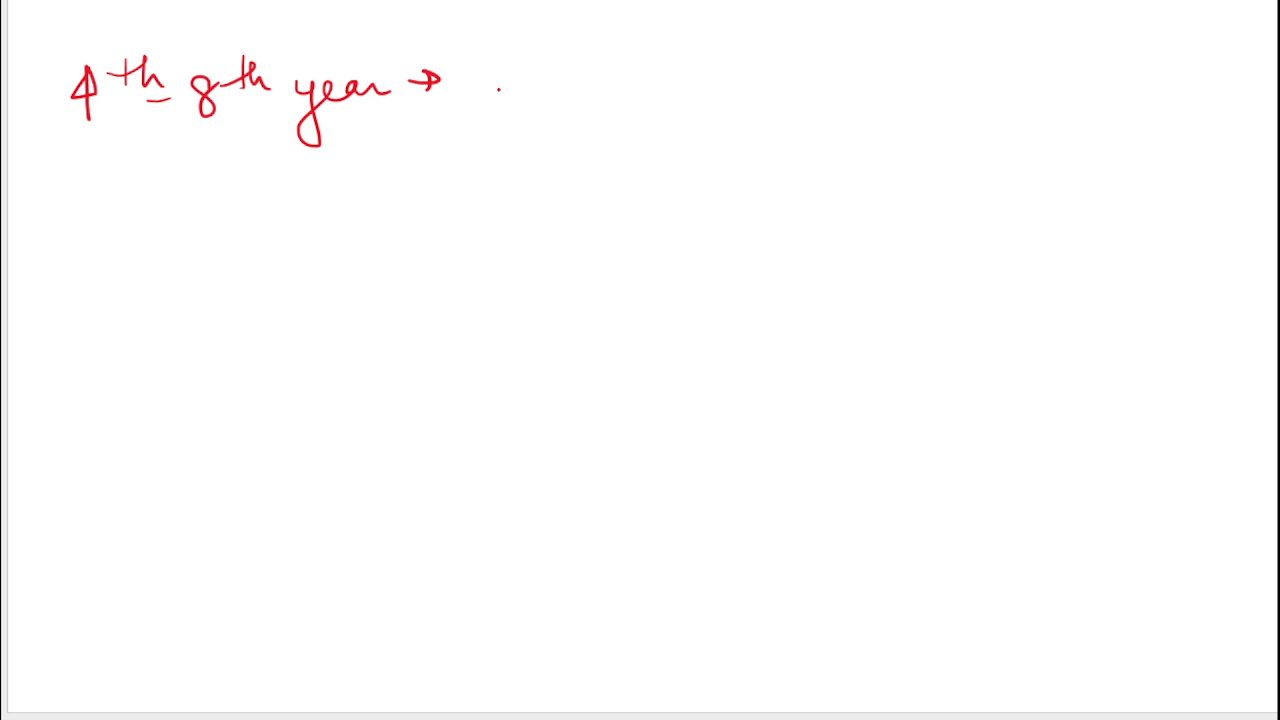 4th - 8th year →